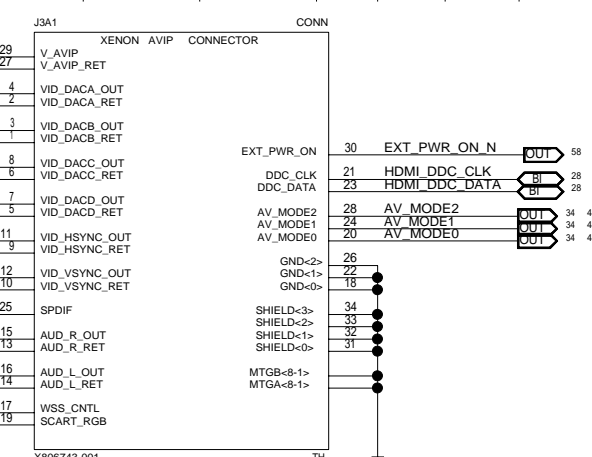 J3A1 CONN
XENON AVIP CONNECTOR
29 V_AVIP
27 V_AVIP_RET
4 VID_DACA_OUT
2 VID_DACA_RET
3 VID_DACB_OUT
1 VID_DACB_RET
8 VID_DACC_OUT
6 VID_DACC_RET
7 VID_DACD_OUT
5 VID_DACD_RET
11 VID_HSYNC_OUT
9 VID_HSYNC_RET
12 VID_VSYNC_OUT
10 VID_VSYNC_RET
25 SPDIF
15 AUD_R_OUT
13 AUD_R_RET
16 AUD_L_OUT
14 AUD_L_RET
17 WSS_CNTL
19 SCART_RGB
EXT_PWR_ON 30 EXT_PWR_ON_N OUT 58
DDC_CLK 21 HDMI_DDC_CLK BI 28
DDC_DATA 23 HDMI_DDC_DATA BI 28
AV_MODE2 28 AV_MODE2 OUT 34 4
AV_MODE1 24 AV_MODE1 OUT 34 4
AV_MODE0 20 AV_MODE0 OUT 34 4
GND<2> 26
GND<1> 22
GND<0> 18
SHIELD<3> 34
SHIELD<2> 33
SHIELD<1> 32
SHIELD<0> 31
MTGB<8-1>
MTGA<8-1>
X806743-001 TH